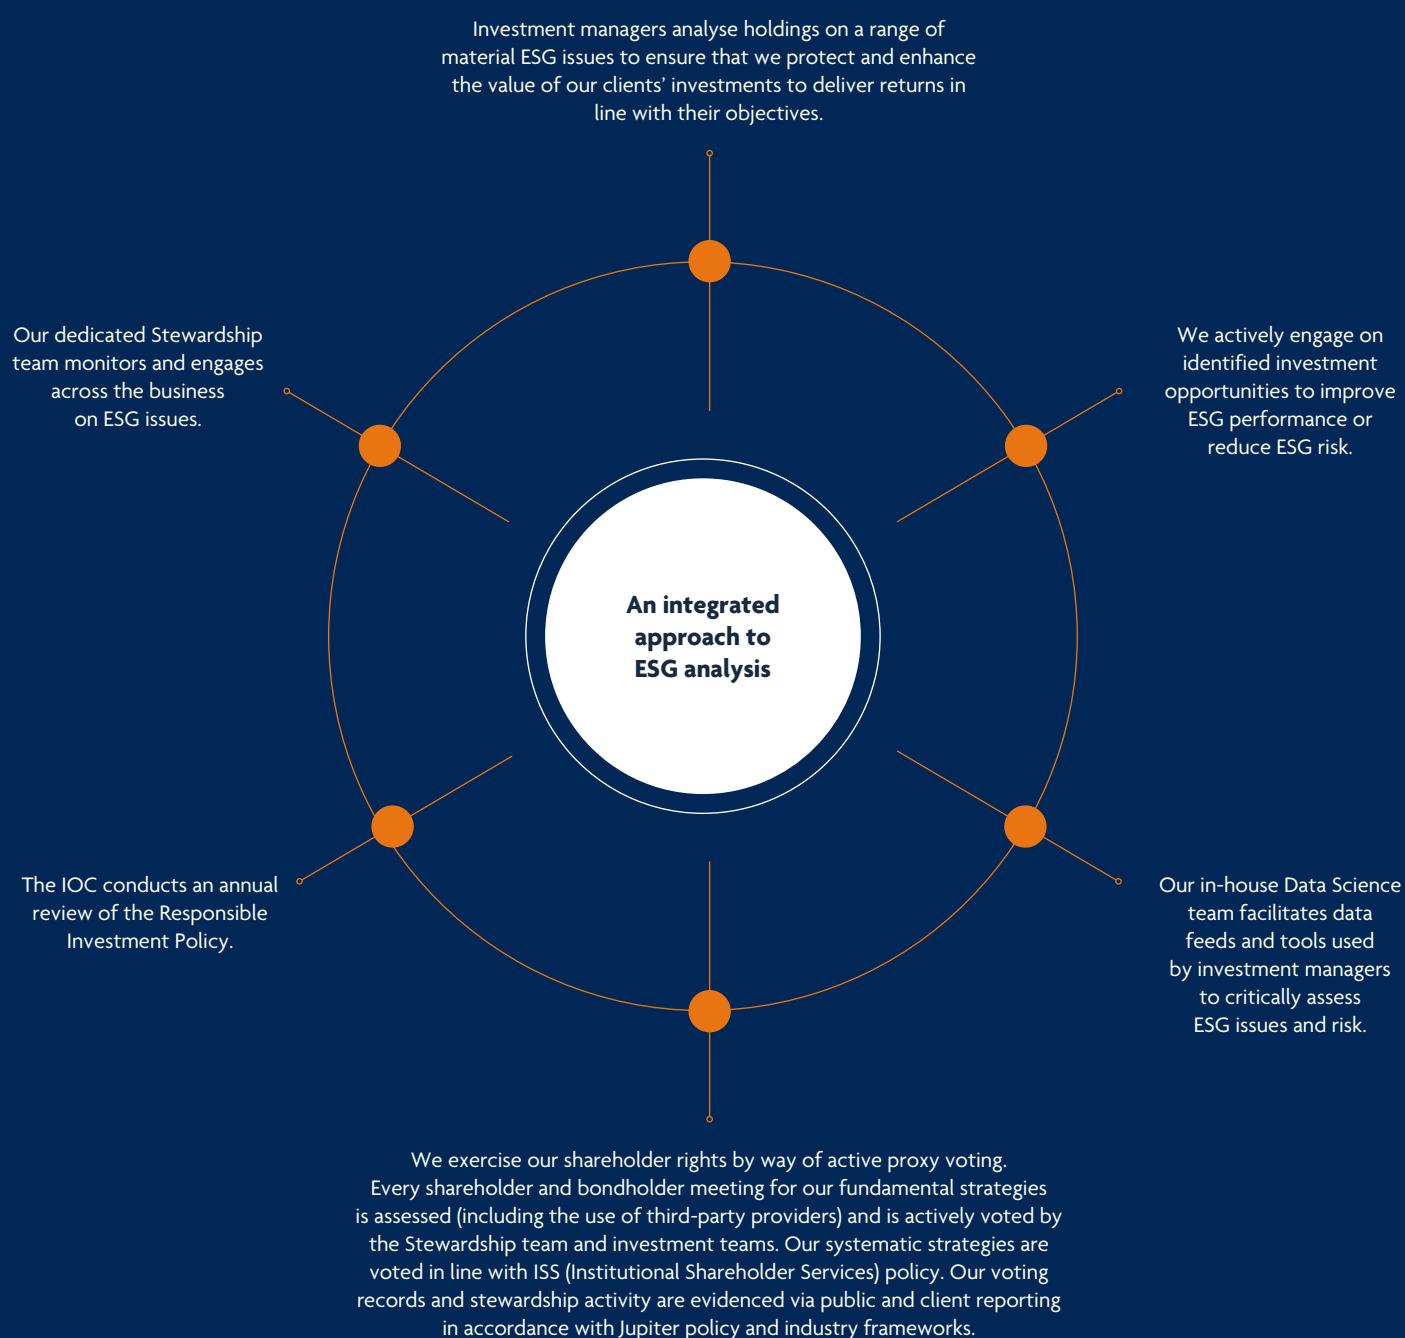 Investment managers analyse holdings on a range of
material ESG issues to ensure that we protect and enhance
the value of our clients’ investments to deliver returns in
line with their objectives.
Our dedicated Stewardship
team monitors and engages
across the business
on ESG issues.
We actively engage on
identified investment
opportunities to improve
ESG performance or
reduce ESG risk.
An integrated
approach to
ESG analysis
The IOC conducts an annual
review of the Responsible
Investment Policy.
Our in-house Data Science
team facilitates data
feeds and tools used
by investment managers
to critically assess
ESG issues and risk.
We exercise our shareholder rights by way of active proxy voting.
Every shareholder and bondholder meeting for our fundamental strategies
is assessed (including the use of third-party providers) and is actively voted by
the Stewardship team and investment teams. Our systematic strategies are
voted in line with ISS (Institutional Shareholder Services) policy. Our voting
records and stewardship activity are evidenced via public and client reporting
in accordance with Jupiter policy and industry frameworks.